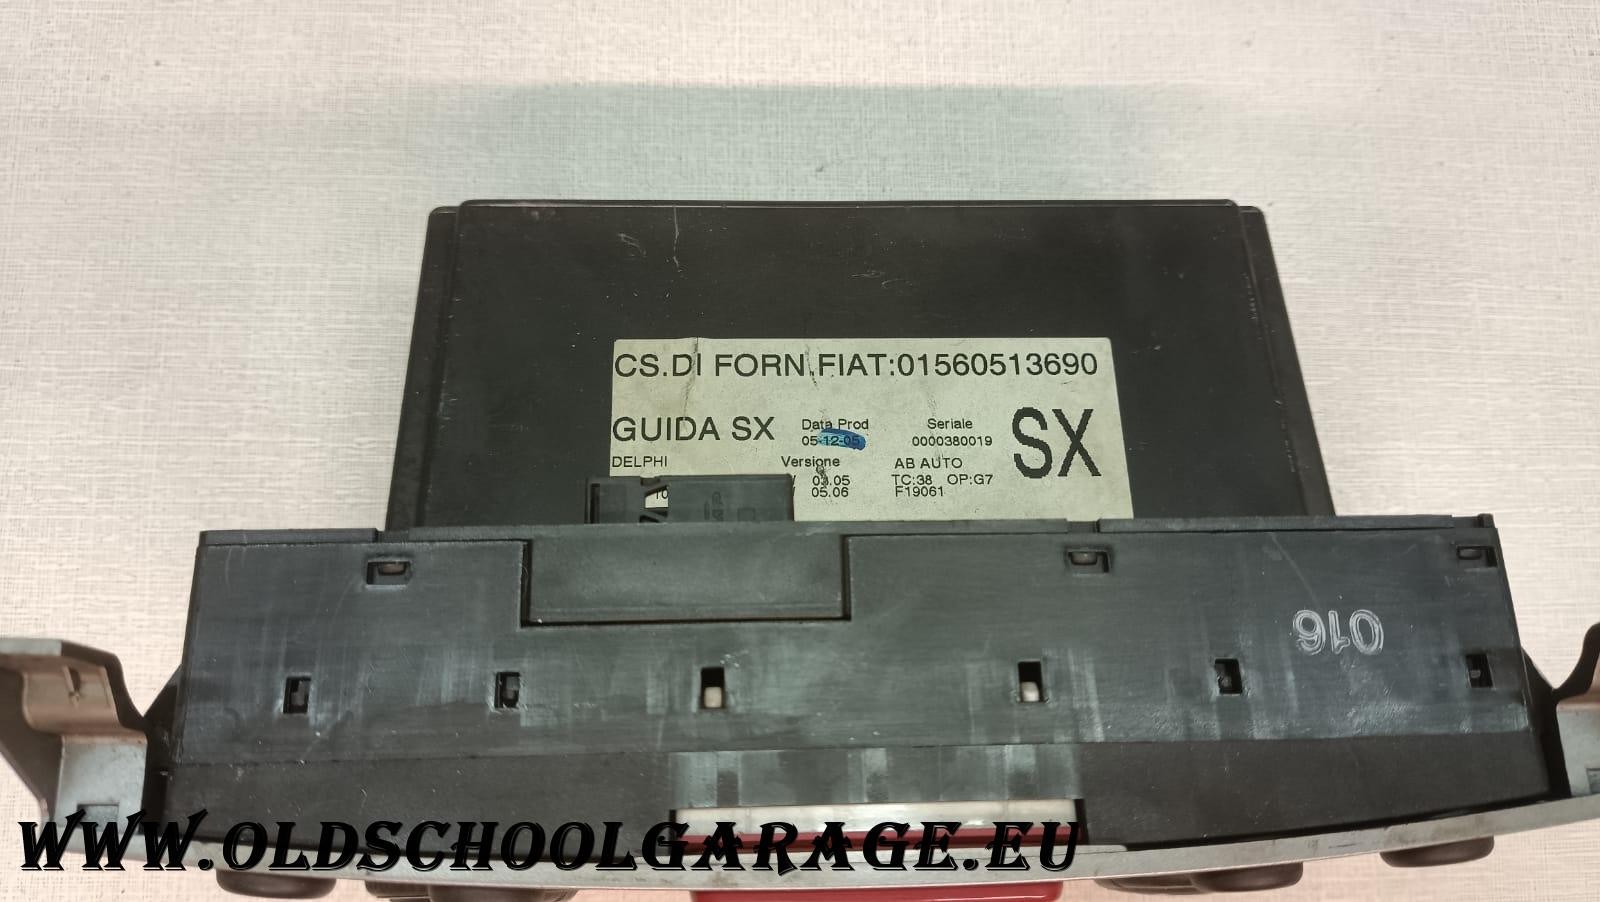 CS.DI FORN.FIAT:01560513690
GUIDA SX
Data Prod
05-12-05
Seriale
0000380019
SX
DELPHI
Versione
AB AUTO
03.05
TC:38 OP:G7
10
05.06
F19061
016
WWW.OLDSCHOOLGARAGE.EU